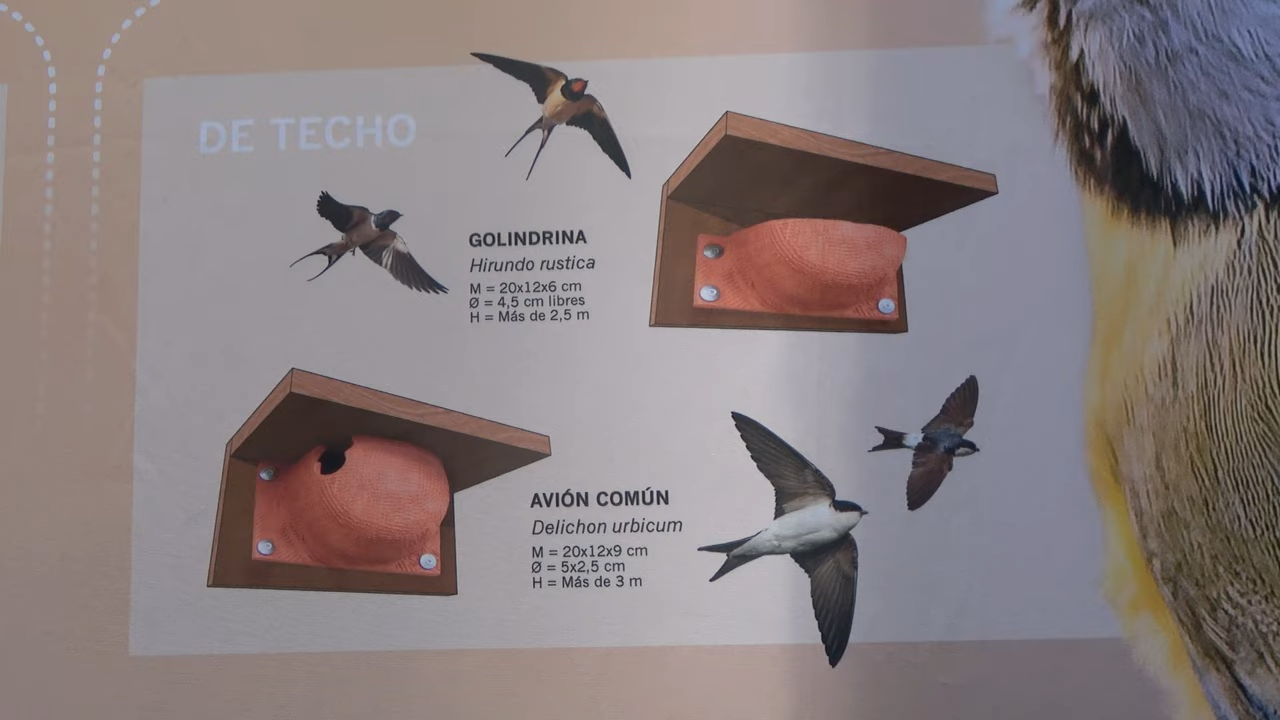 DE TECHO
GOLINDRINA
Hirundo rustica
M = 20x12x6 cm
Ø = 4,5 cm libres
H = Más de 2,5 m
AVIÓN COMÚN
Delichon urbicum
M = 20x12x9 cm
Ø = 5x2,5 cm
H = Más de 3 m